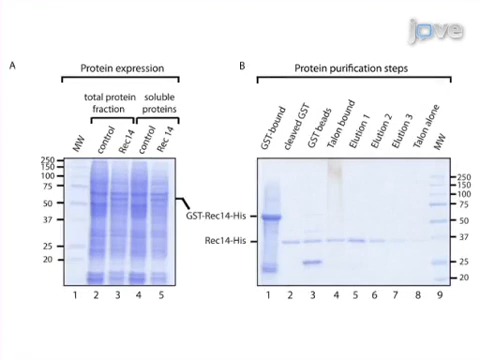 jove
A
Protein expression
total protein fraction
soluble proteins
MW
control
Rec14
control
Rec 14
250
150
100
75
50
37
25
20
1 2 3 4 5
B
Protein purification steps
GST-bound
cleaved GST
GST beads
Talon bound
Elution 1
Elution 2
Elution 3
Talon alone
MW
GST-Rec14-His
Rec14-His
250
150
100
75
50
37
25
20
1 2 3 4 5 6 7 8 9